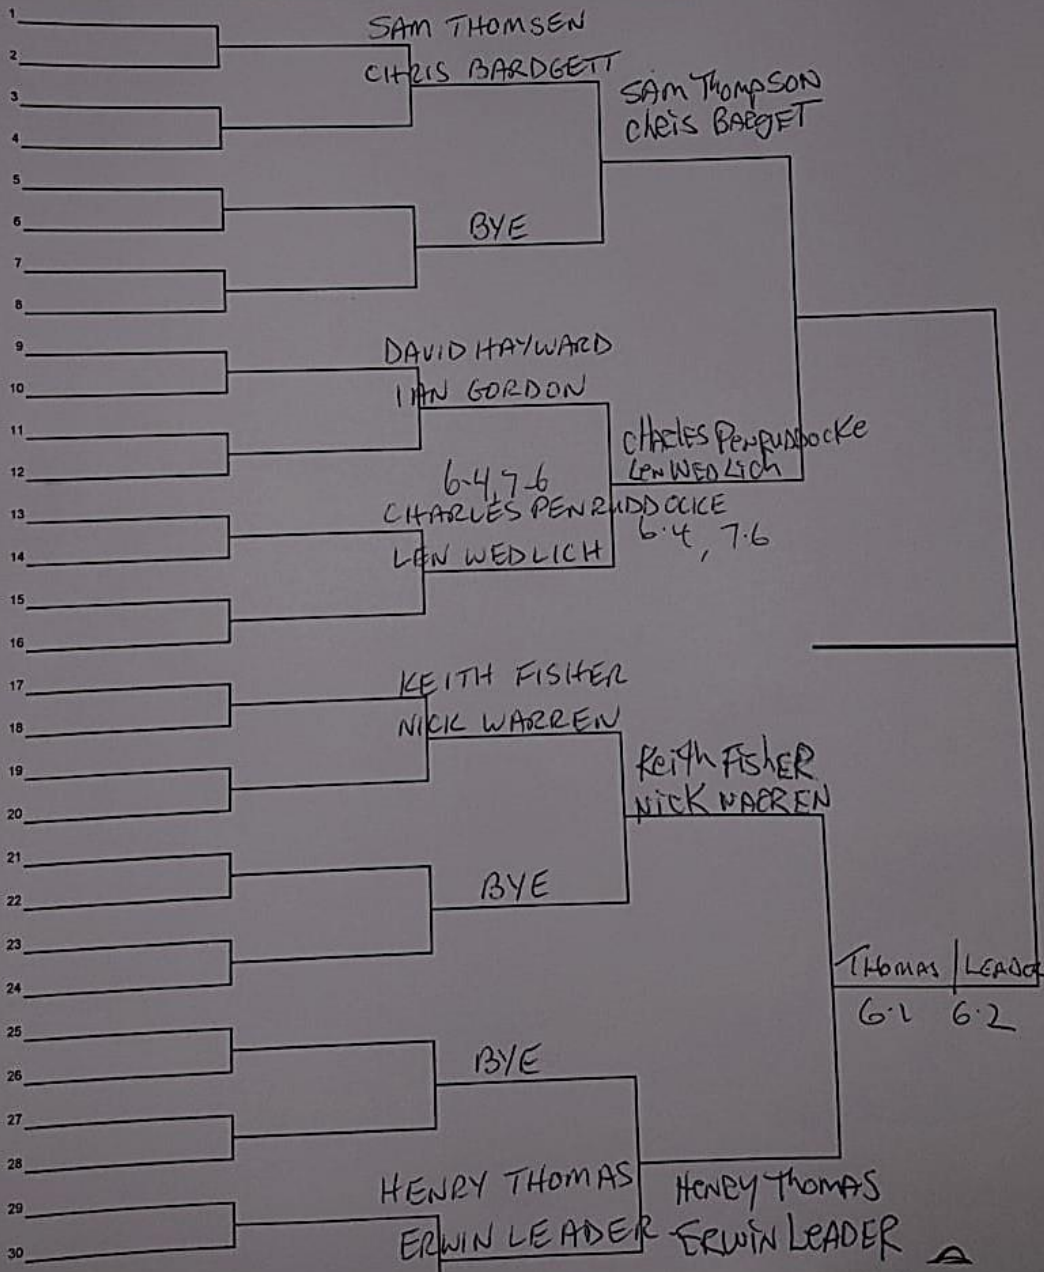 1
SAM THOMSEN
2
CHRIS BARDGETT
SAM THOMPSON
CHRIS BARGET
3
4
5
6
BYE
7
8
9
DAVID HAYWARD
10
IAN GORDON
11
CHARLES PENRUDDOCKE
12
LEN WEDLICH
6-4, 7-6
13
CHARLES PENRUDDOCKE
6.4, 7.6
14
LEN WEDLICH
15
16
17
KEITH FISHER
18
NICK WARREN
19
KEITH FISHER
20
NICK WARREN
21
22
BYE
23
24
THOMAS / LEADER
6.1 6.2
25
26
BYE
27
28
HENRY THOMAS
HENRY THOMAS
29
30
ERWIN LEADER
ERWIN LEADER